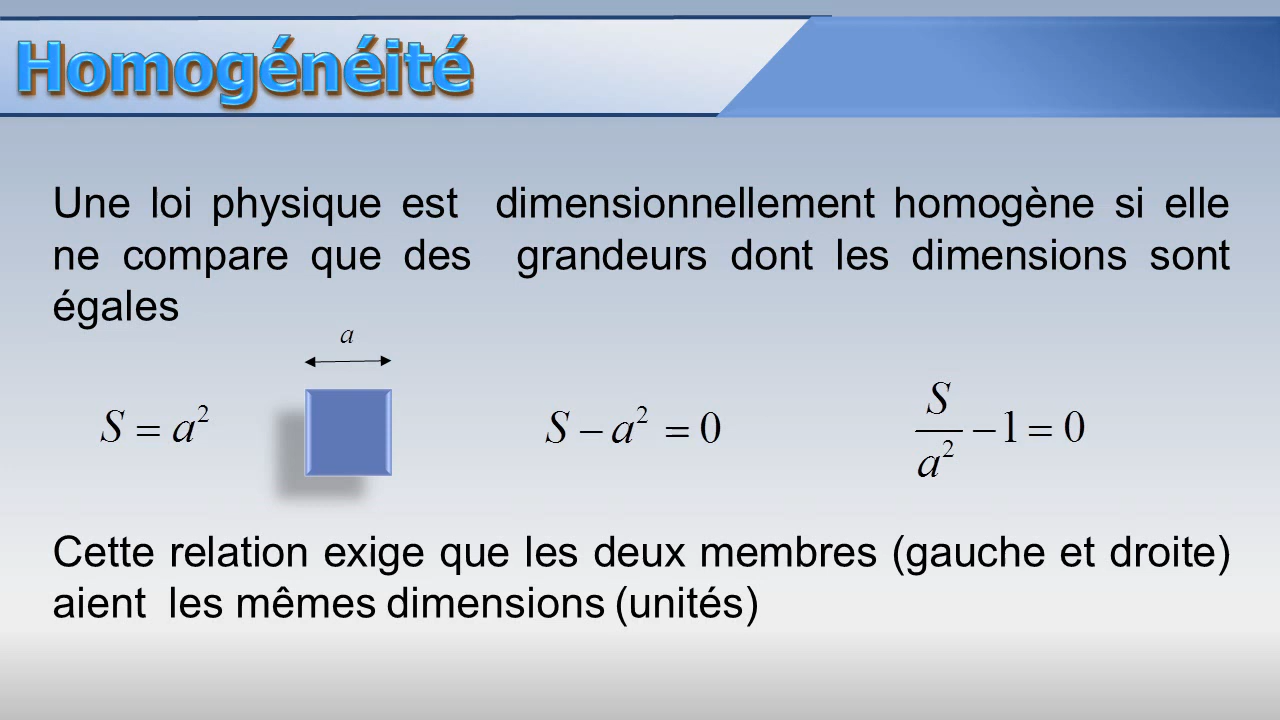 Homogénéité
Une loi physique est dimensionnellement homogène si elle
ne compare que des grandeurs dont les dimensions sont
égales
a
S = a²
S − a² = 0
S/a² − 1 = 0
Cette relation exige que les deux membres (gauche et droite)
aient les mêmes dimensions (unités)